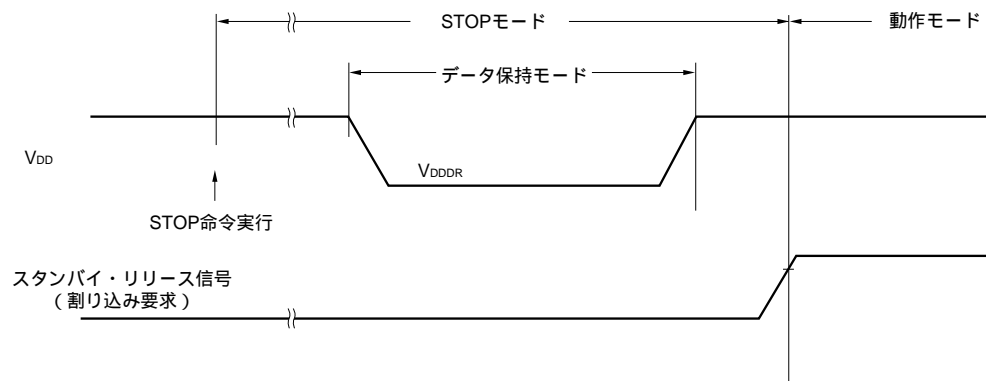 STOPモード
動作モード
データ保持モード
VDD
VDDDR
STOP命令実行
スタンバイ・リリース信号
(割り込み要求)